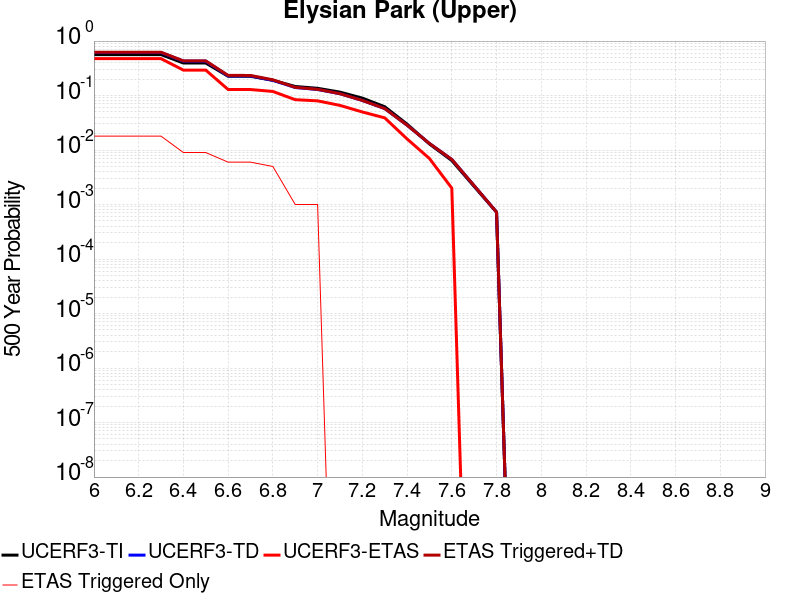 Elysian Park (Upper)
10^0
10^-1
10^-2
10^-3
10^-4
10^-5
10^-6
10^-7
10^-8
500 Year Probability
6 6.2 6.4 6.6 6.8 7 7.2 7.4 7.6 7.8 8 8.2 8.4 8.6 8.8 9
Magnitude
UCERF3-TI UCERF3-TD UCERF3-ETAS ETAS Triggered+TD
ETAS Triggered Only